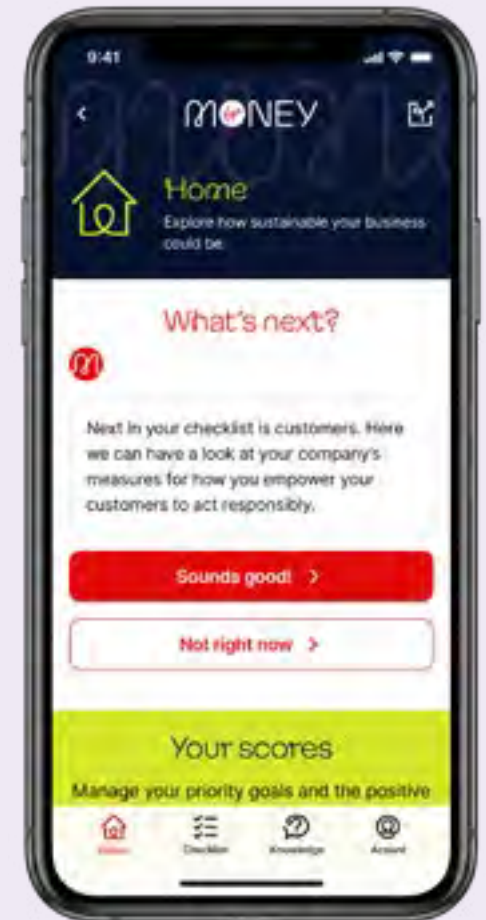 9:41
MONEY
Home
Explore how sustainable your business
could be.
What's next?
Next in your checklist is customers. Here
we can have a look at your company's
measures for how you empower your
customers to act responsibly.
Sounds good!
Not right now
Your scores
Manage your priority goals and the positive
Checklist
Knowledge